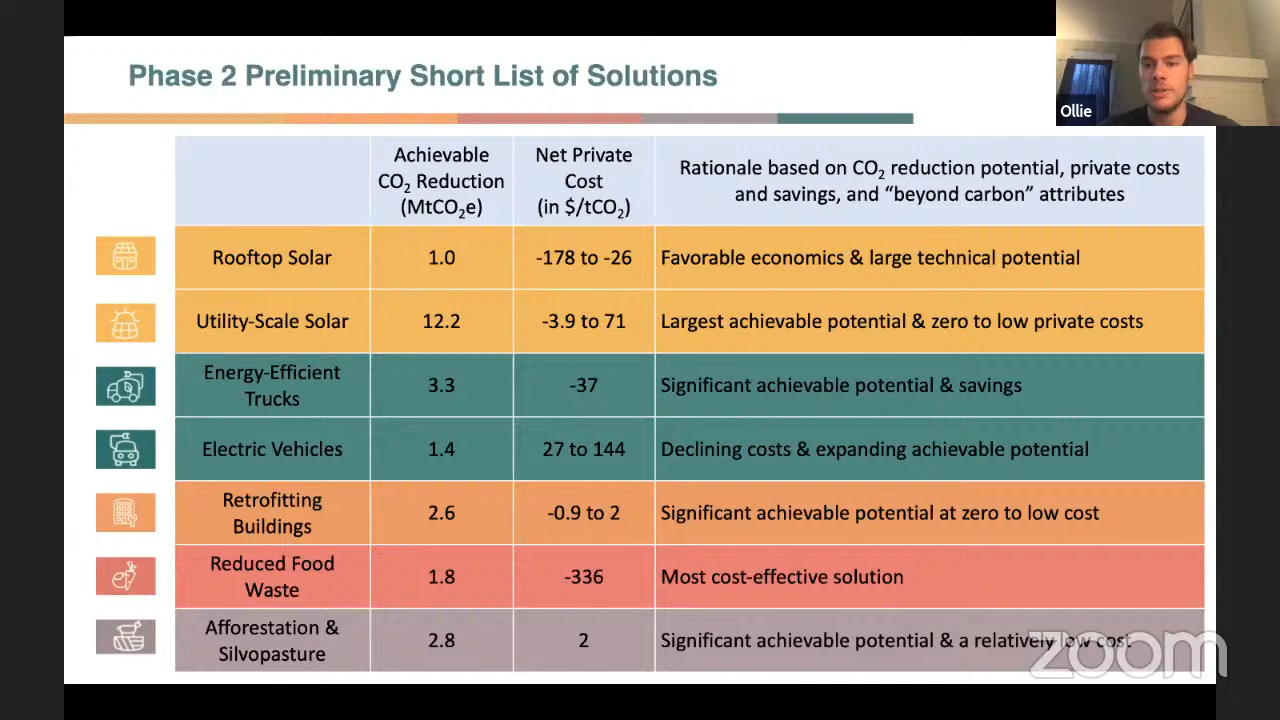 Phase 2 Preliminary Short List of Solutions
Ollie
Achievable
CO₂ Reduction
(MtCO₂e)
Net Private
Cost
(in $/tCO₂)
Rationale based on CO₂ reduction potential, private costs
and savings, and “beyond carbon” attributes
Rooftop Solar
1.0
-178 to -26
Favorable economics & large technical potential
Utility-Scale Solar
12.2
-3.9 to 71
Largest achievable potential & zero to low private costs
Energy-Efficient
Trucks
3.3
-37
Significant achievable potential & savings
Electric Vehicles
1.4
27 to 144
Declining costs & expanding achievable potential
Retrofitting
Buildings
2.6
-0.9 to 2
Significant achievable potential at zero to low cost
Reduced Food
Waste
1.8
-336
Most cost-effective solution
Afforestation &
Silvopasture
2.8
2
Significant achievable potential & a relatively low cost
zoom